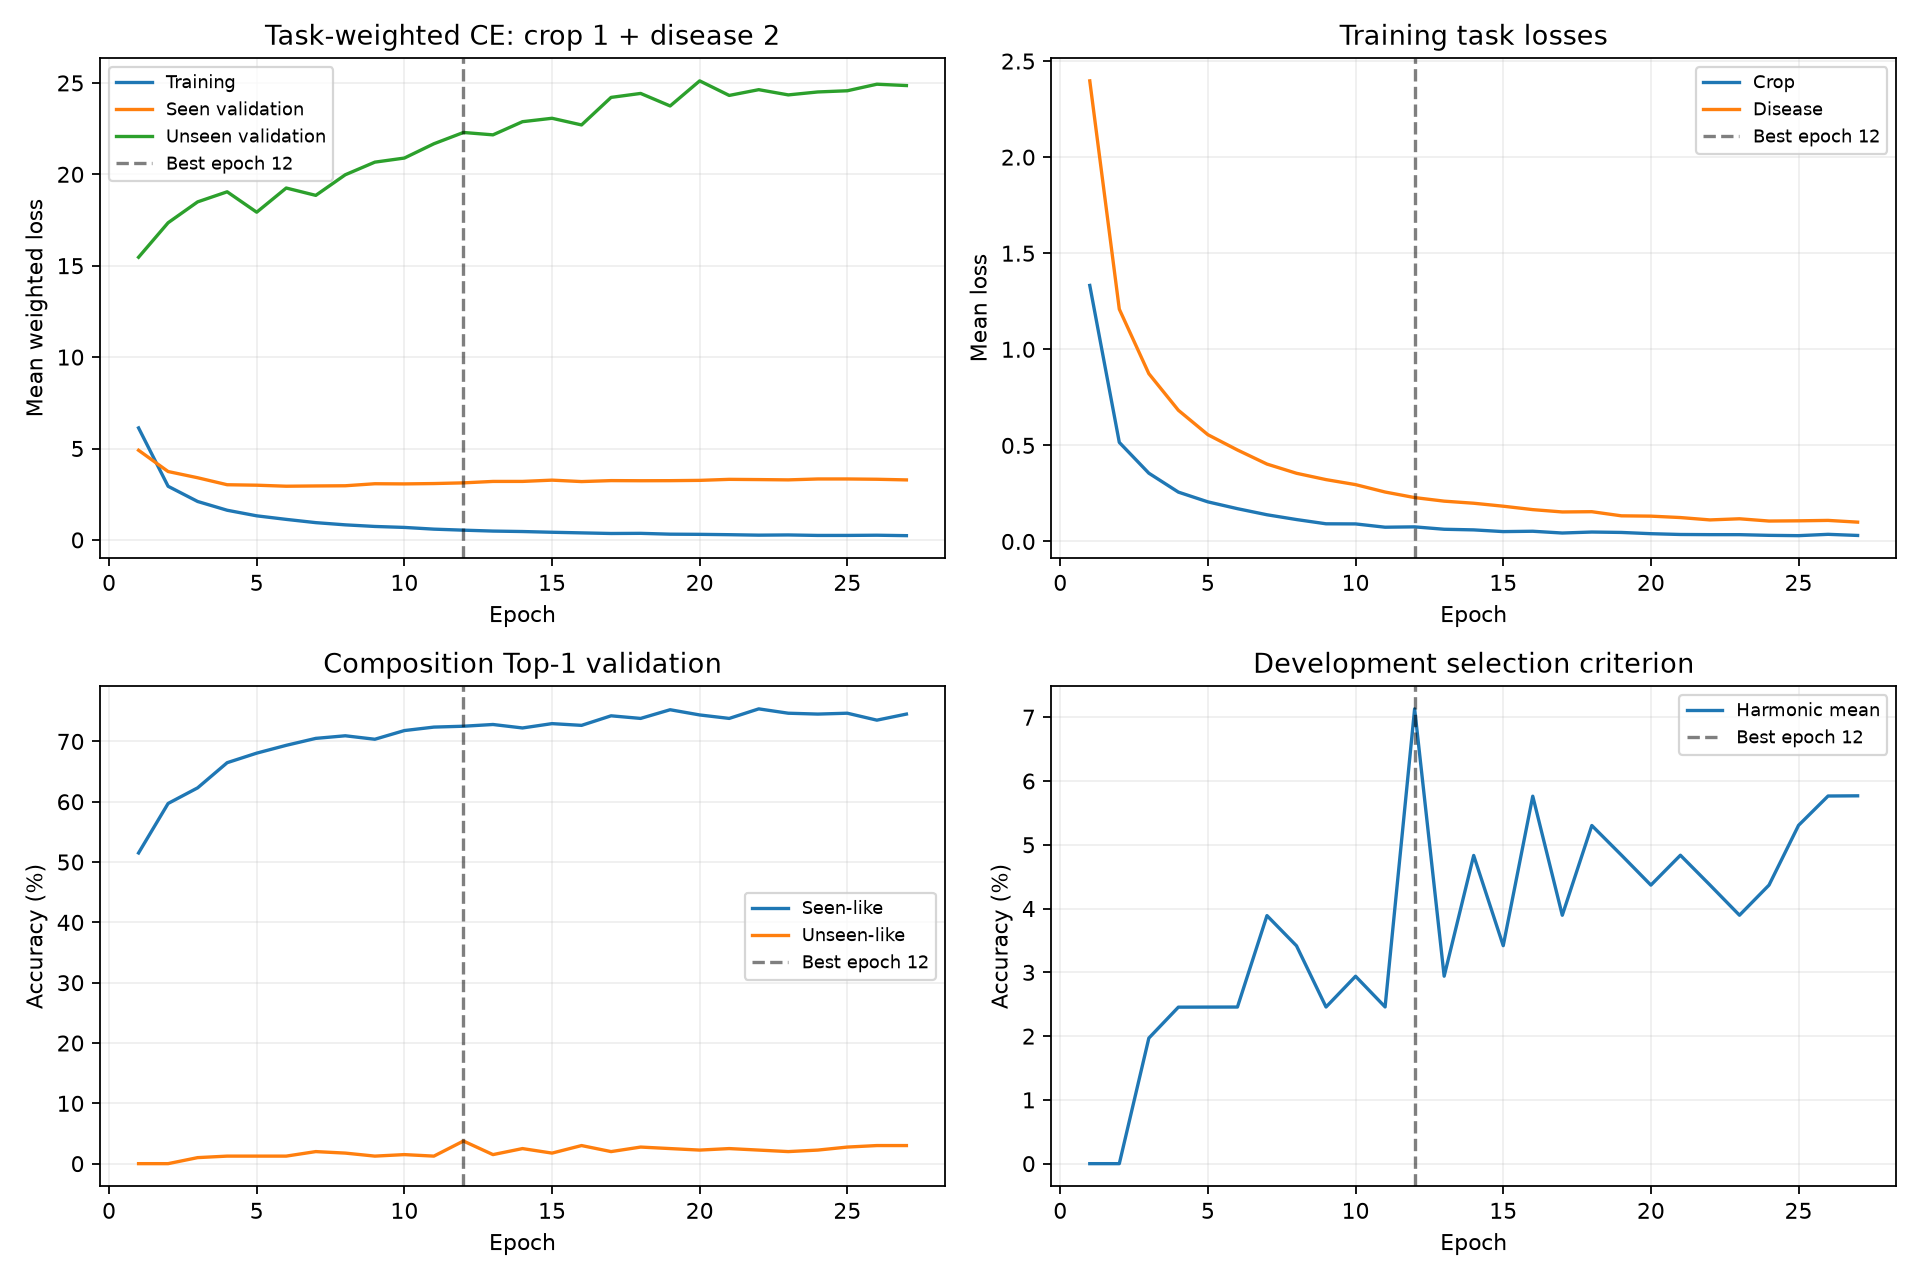 Task-weighted CE: crop 1 + disease 2
Mean weighted loss
25
20
15
10
5
0
Training
Seen validation
Unseen validation
Best epoch 12
0 5 10 15 20 25
Epoch
Training task losses
Mean loss
2.5
2.0
1.5
1.0
0.5
0.0
Crop
Disease
Best epoch 12
0 5 10 15 20 25
Epoch
Composition Top-1 validation
Accuracy (%)
70
60
50
40
30
20
10
0
Seen-like
Unseen-like
Best epoch 12
0 5 10 15 20 25
Epoch
Development selection criterion
Accuracy (%)
7
6
5
4
3
2
1
0
Harmonic mean
Best epoch 12
0 5 10 15 20 25
Epoch